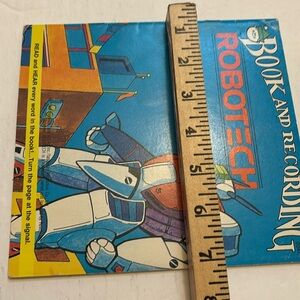 BOOK AND RECORDING
ROBOTECH
READ and HEAR every word in the book!...Turn the page at the signal.
1
2
3
4
5
6
7